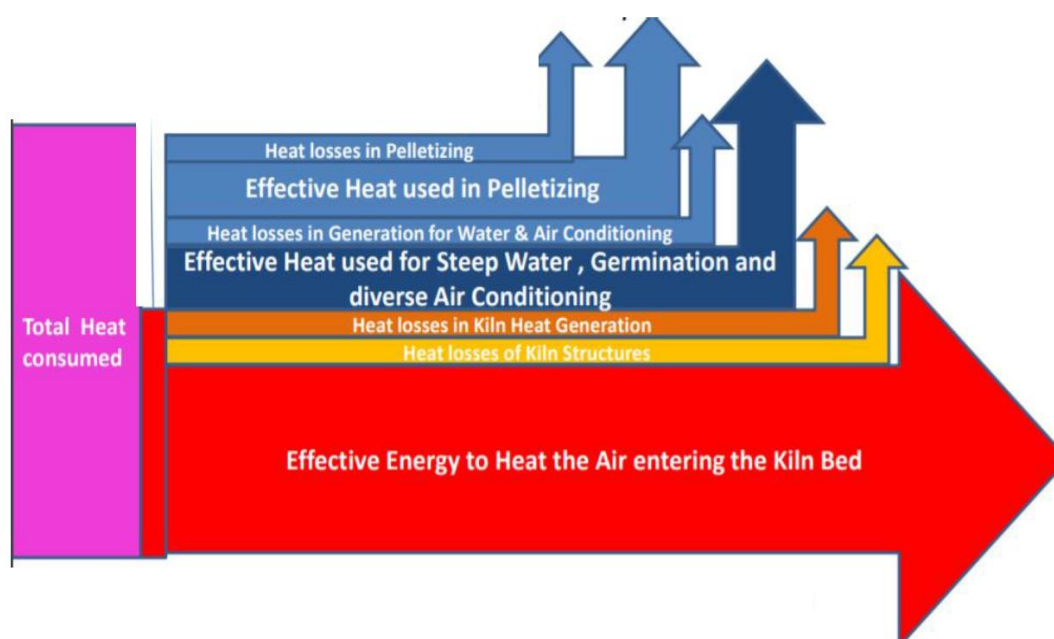 Heat losses in Pelletizing
Effective Heat used in Pelletizing
Heat losses in Generation for Water & Air Conditioning
Effective Heat used for Steep Water , Germination and
diverse Air Conditioning
Total Heat
consumed
Heat losses in Kiln Heat Generation
Heat losses of Kiln Structures
Effective Energy to Heat the Air entering the Kiln Bed